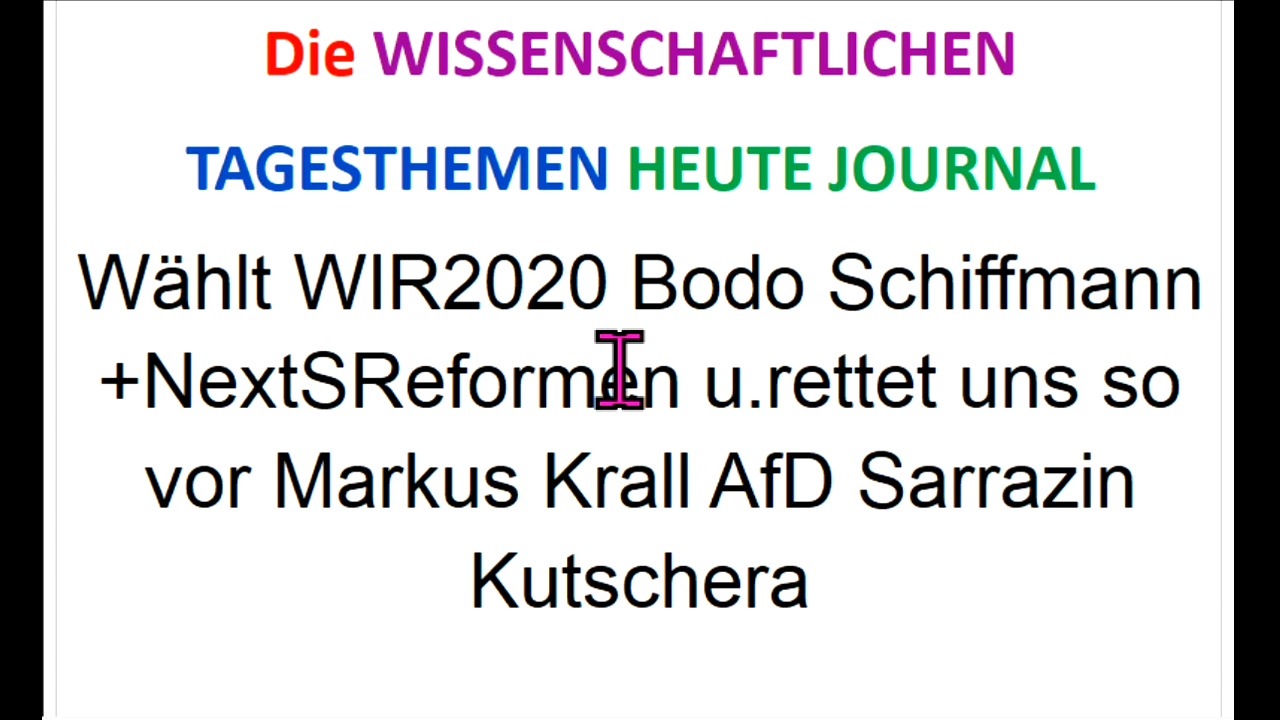 Die WISSENSCHAFTLICHEN
TAGESTHEMEN HEUTE JOURNAL
Wählt WIR2020 Bodo Schiffmann
+NextSReformen u.rettet uns so
vor Markus Krall AfD Sarrazin
Kutschera